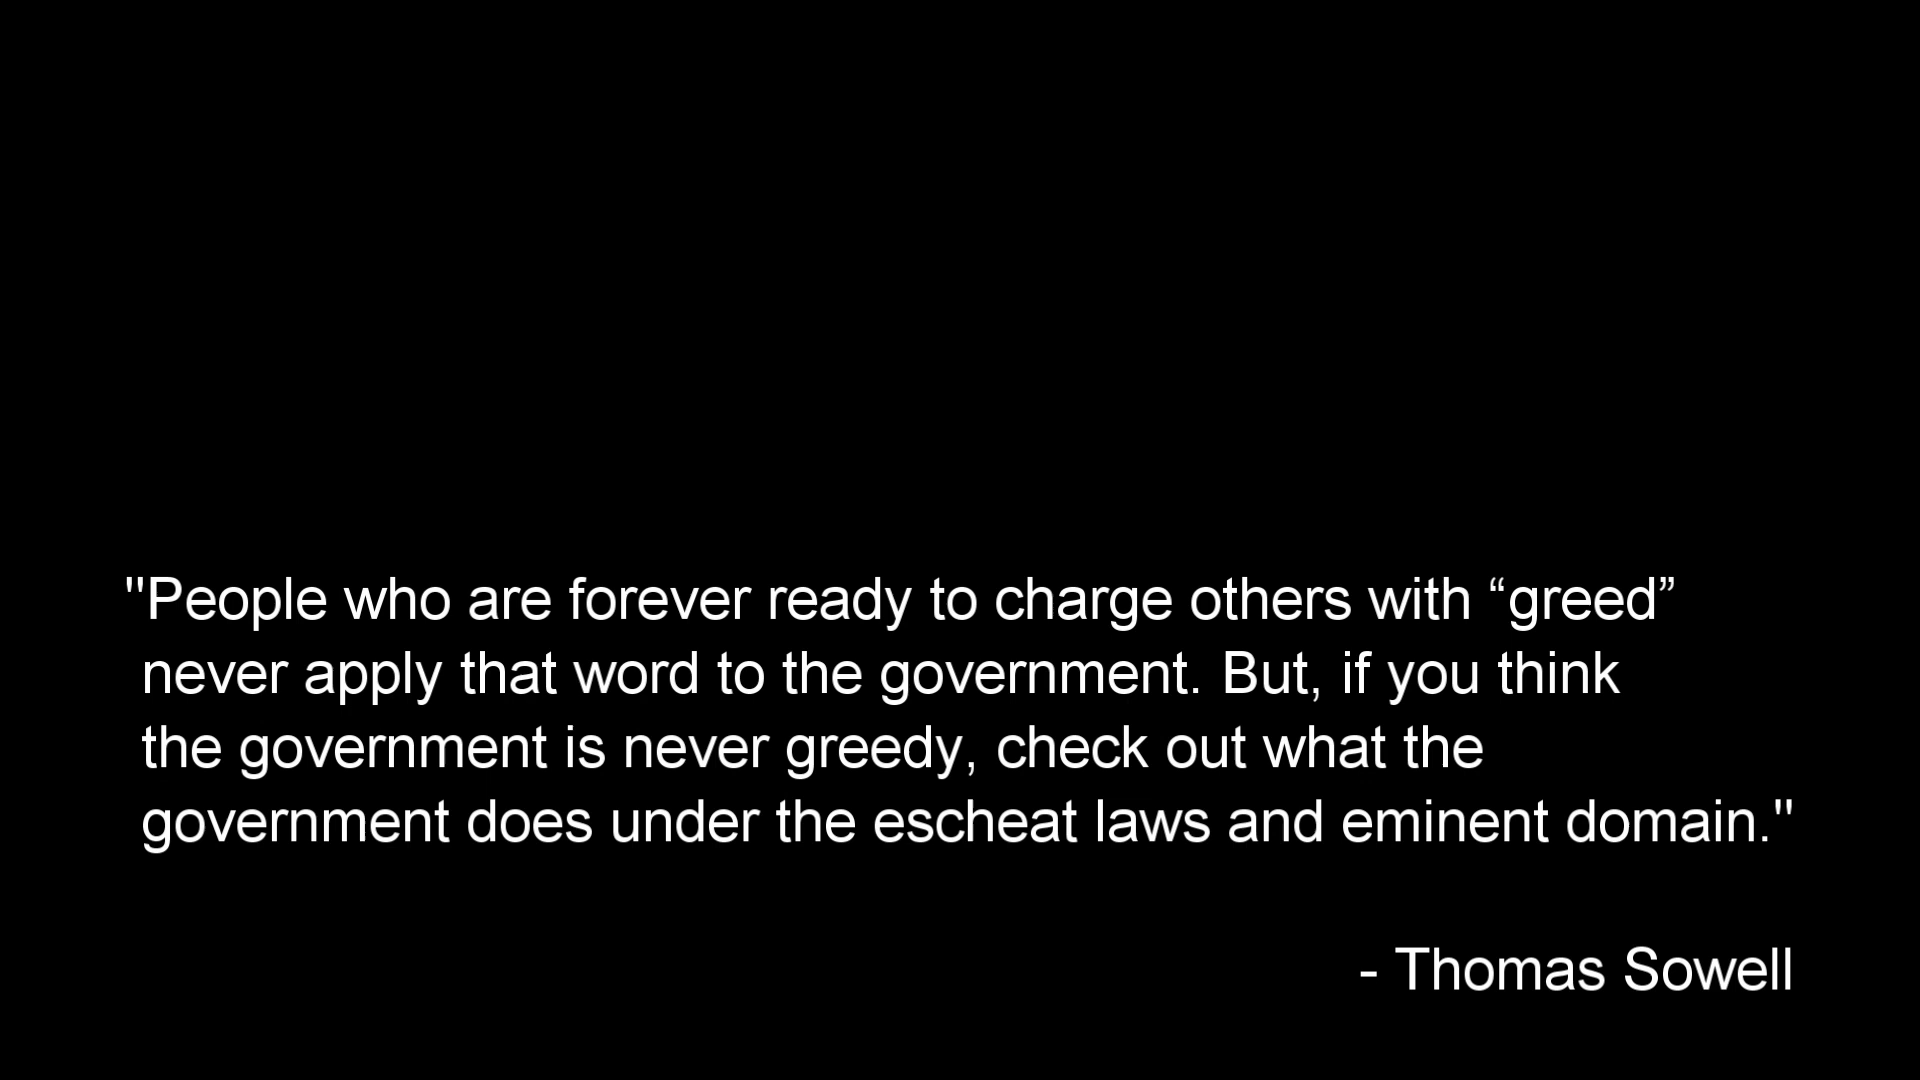 "People who are forever ready to charge others with “greed”
never apply that word to the government. But, if you think
the government is never greedy, check out what the
government does under the escheat laws and eminent domain."
- Thomas Sowell